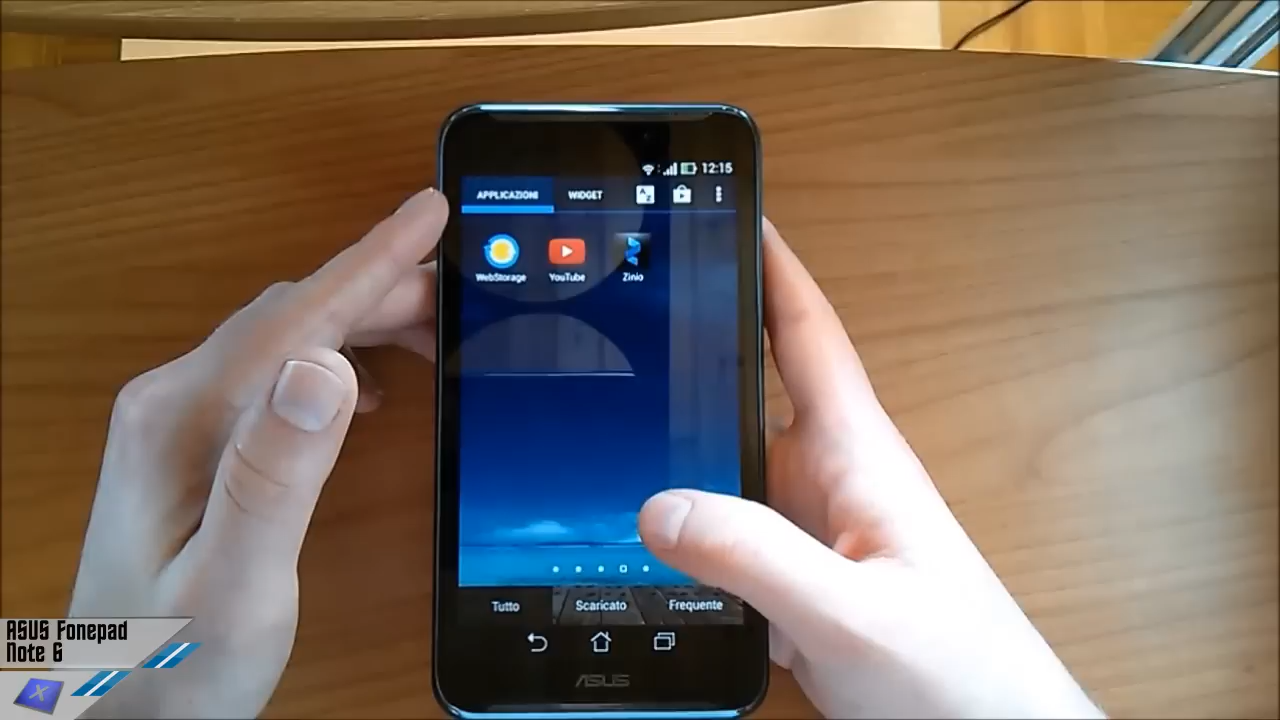 12:15
APPLICAZIONI WIDGET
A Z
WebStorage YouTube Zinio
Tutto Scaricato Frequente
ASUS
ASUS Fonepad
Note 6
X